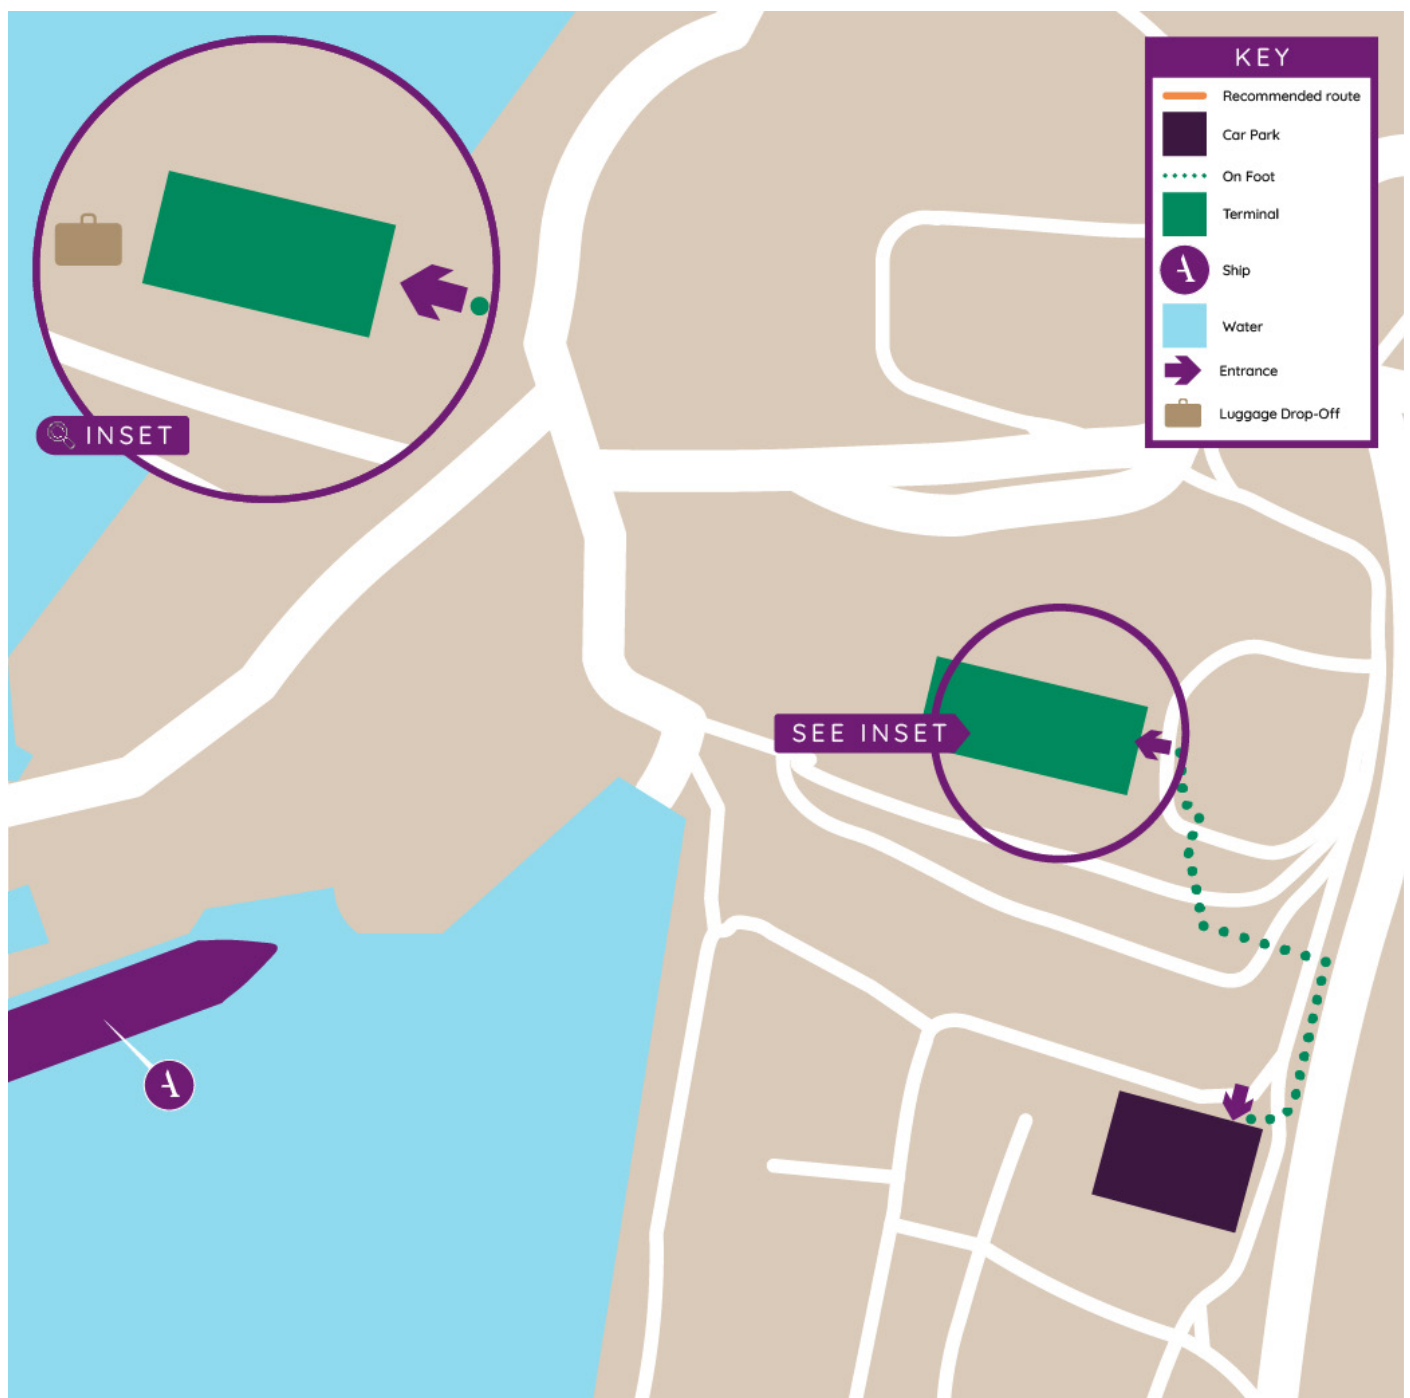 KEY
Recommended route
Car Park
On Foot
Terminal
Ship
Water
Entrance
Luggage Drop-Off
INSET
SEE INSET